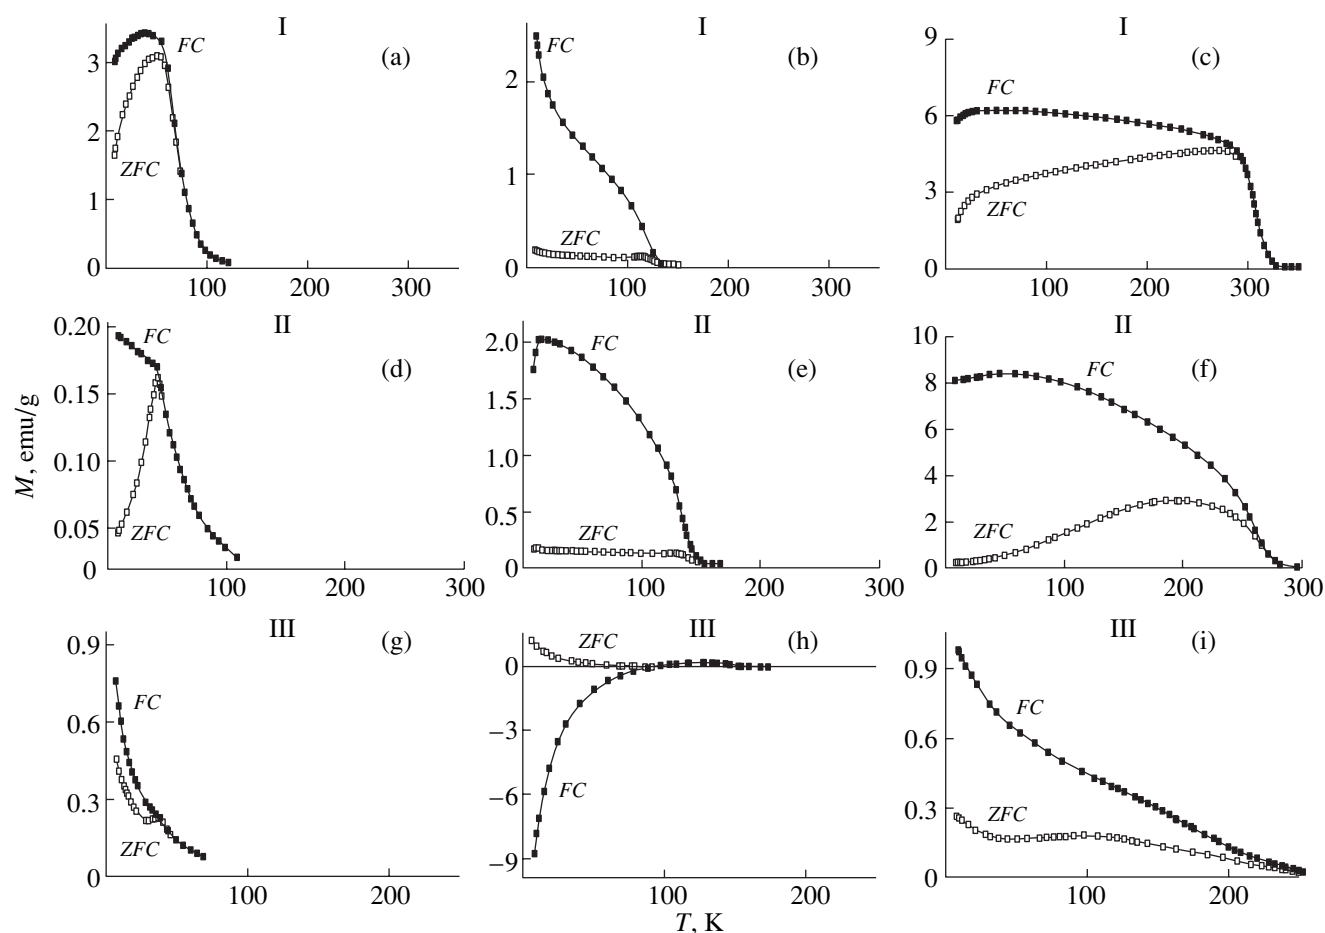 I I I
FC (a) FC (b) FC (c)
3 2 9
6
2 ZFC 1 3
1 ZFC ZFC
0 0 0
100 200 300 100 200 300 100 200 300
II II II
0.20 FC (d) 2.0 FC (e) 10 FC (f)
0.15 1.5 8
0.10 1.0 6
4
0.05 ZFC 0.5 ZFC 2 ZFC
0 0 0
100 200 300 100 200 300 100 200 300
M, emu/g
III III III
0.9 FC (g) ZFC (h) FC (i)
0 0.9
0.6 −3 0.6
0.3 −6 FC 0.3 ZFC
ZFC
0 −9 0
100 200 100 200 100 200
T, K